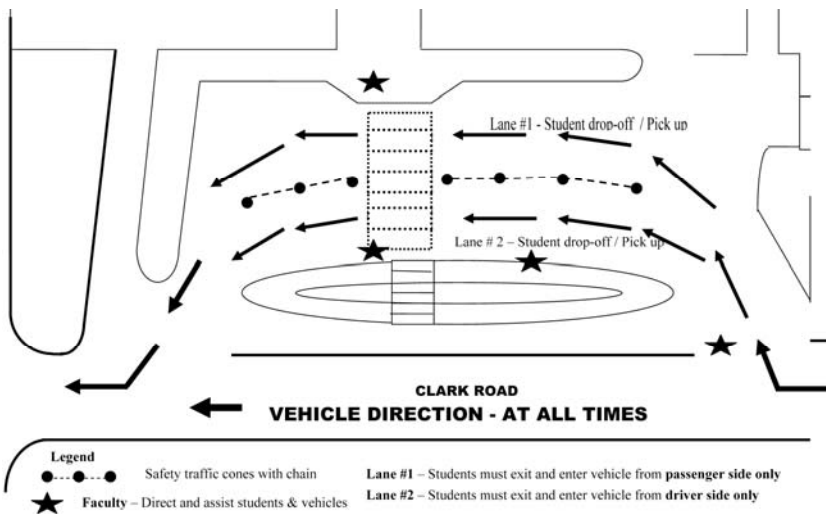 Lane #1 - Student drop-off / Pick up
Lane # 2 – Student drop-off / Pick up
CLARK ROAD
VEHICLE DIRECTION - AT ALL TIMES
Legend
Safety traffic cones with chain
Faculty – Direct and assist students & vehicles
Lane #1 – Students must exit and enter vehicle from passenger side only
Lane #2 – Students must exit and enter vehicle from driver side only